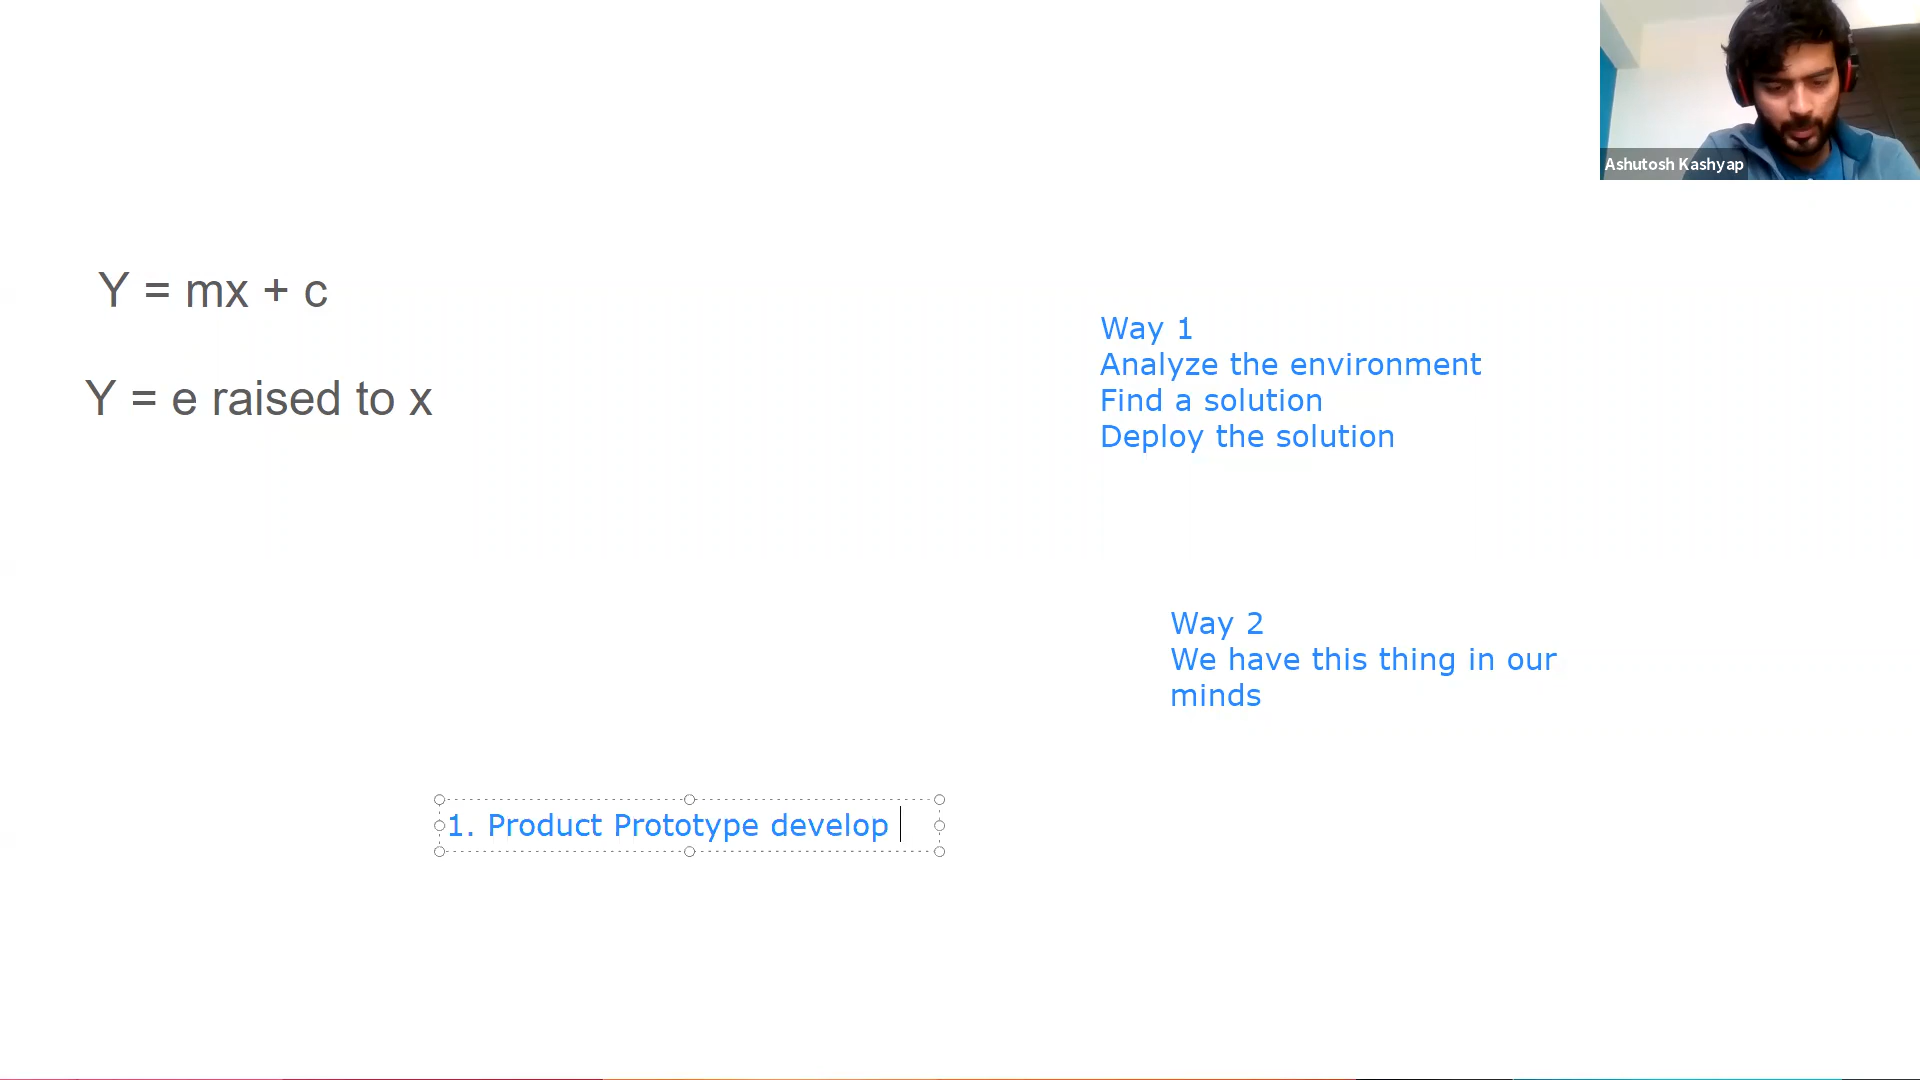 Ashutosh Kashyap
Y = mx + c
Y = e raised to x
Way 1
Analyze the environment
Find a solution
Deploy the solution
Way 2
We have this thing in our
minds
1. Product Prototype develop